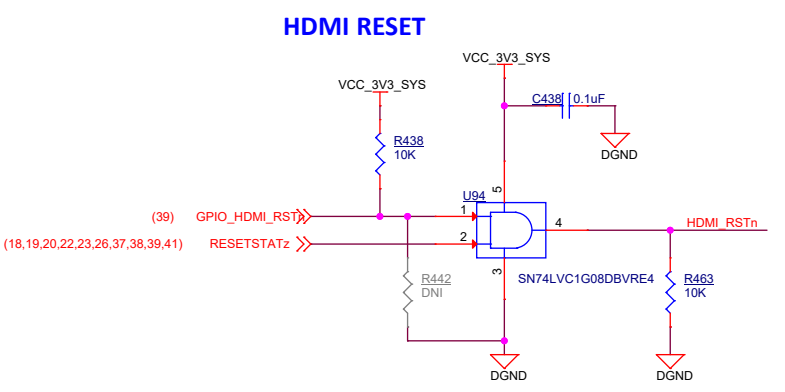 HDMI RESET
VCC_3V3_SYS
VCC_3V3_SYS
C438 0.1uF
R438
10K
DGND
U94
5
(39) GPIO_HDMI_RSTn
1
4
HDMI_RSTn
(18,19,20,22,23,26,37,38,39,41) RESETSTATz
2
3
SN74LVC1G08DBVRE4
R442
DNI
R463
10K
DGND
DGND